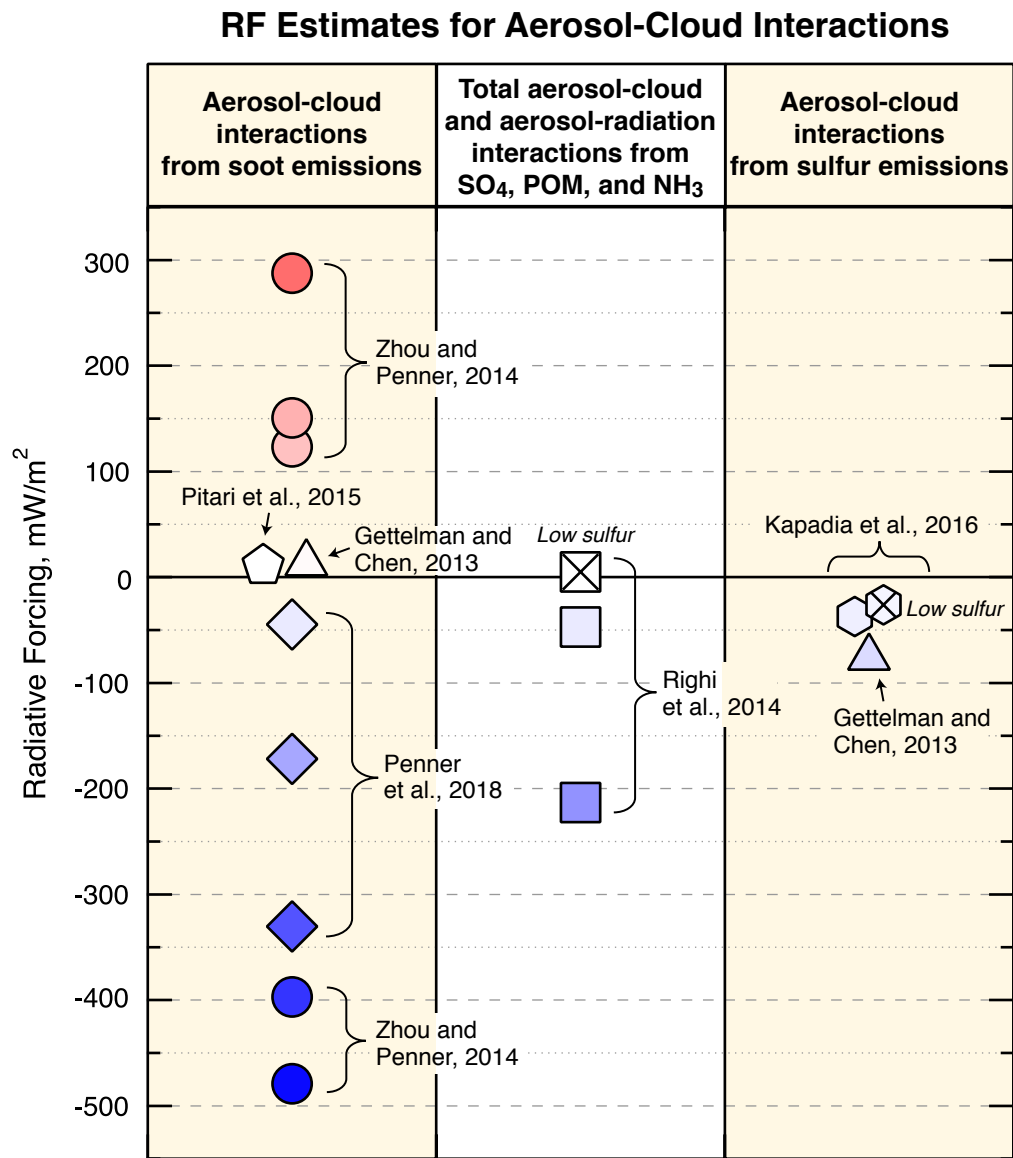 RF Estimates for Aerosol-Cloud Interactions
Aerosol-cloud
interactions
from soot emissions
Total aerosol-cloud
and aerosol-radiation
interactions from
SO4, POM, and NH3
Aerosol-cloud
interactions
from sulfur emissions
Radiative Forcing, mW/m2
300
200
100
0
-100
-200
-300
-400
-500
Zhou and
Penner, 2014
Pitari et al., 2015
Gettelman and
Chen, 2013
Penner
et al., 2018
Zhou and
Penner, 2014
Low sulfur
Righi
et al., 2014
Kapadia et al., 2016
Low sulfur
Gettelman and
Chen, 2013